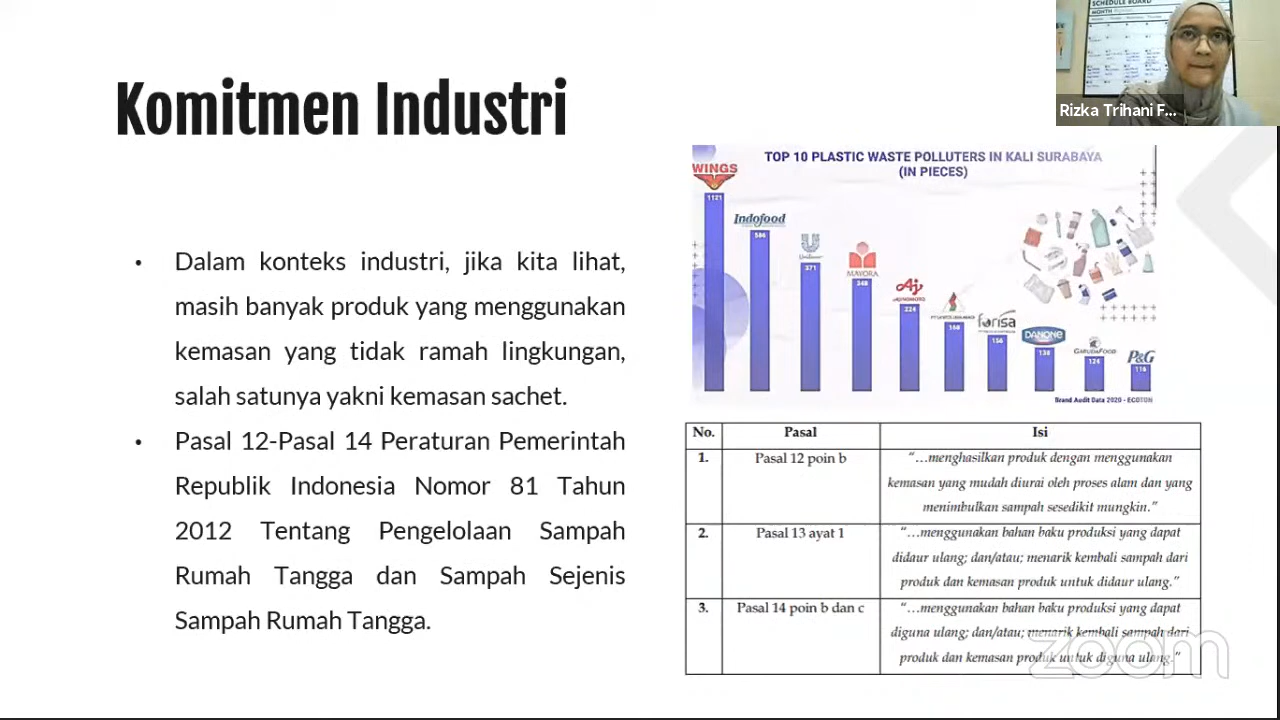 SCHEDULE BOARD
MONTH
Rizka Trihani F...
Komitmen Industri
• Dalam konteks industri, jika kita lihat,
masih banyak produk yang menggunakan
kemasan yang tidak ramah lingkungan,
salah satunya yakni kemasan sachet.
• Pasal 12-Pasal 14 Peraturan Pemerintah
Republik Indonesia Nomor 81 Tahun
2012 Tentang Pengelolaan Sampah
Rumah Tangga dan Sampah Sejenis
Sampah Rumah Tangga.
TOP 10 PLASTIC WASTE POLLUTERS IN KALI SURABAYA
(IN PIECES)
WINGS
1121
Indofood
586
Unilever
371
MAYORA
348
AJINOMOTO
224
168
forisa
156
DANONE
138
GARUDAFOOD
124
P&G
116
Brand Audit Data 2020 - ECOTON
No. Pasal Isi
1. Pasal 12 poin b "...menghasilkan produk dengan menggunakan
kemasan yang mudah diurai oleh proses alam dan yang
menimbulkan sampah sesedikit mungkin."
2. Pasal 13 ayat 1 "...menggunakan bahan baku produksi yang dapat
didaur ulang; dan/atau; menarik kembali sampah dari
produk dan kemasan produk untuk didaur ulang."
3. Pasal 14 poin b dan c "...menggunakan bahan baku produksi yang dapat
diguna ulang; dan/atau; menarik kembali sampah dari
produk dan kemasan produk untuk diguna ulang."
zoom